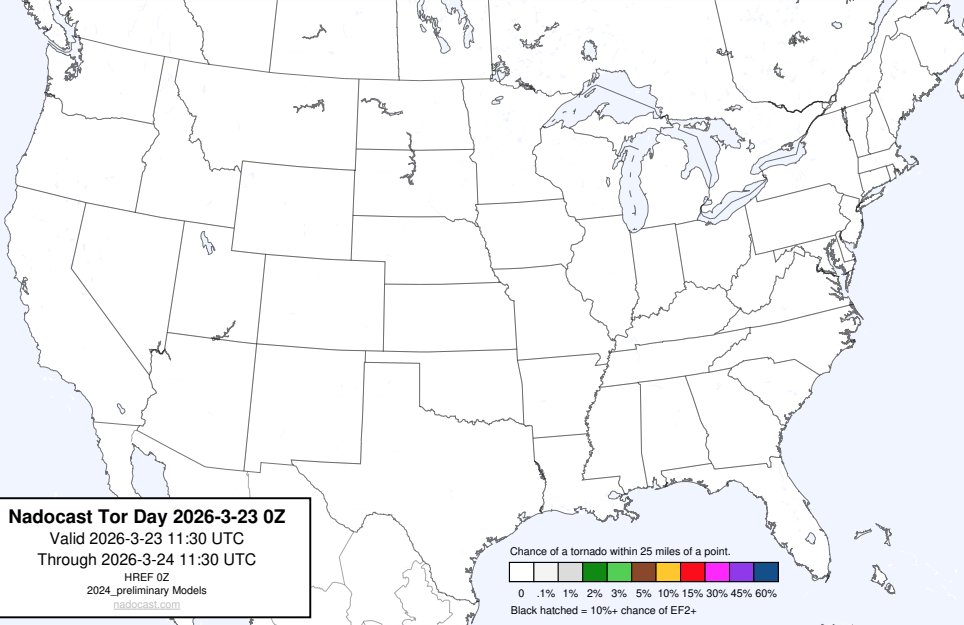 Nadocast Tor Day 2026-3-23 0Z
Valid 2026-3-23 11:30 UTC
Through 2026-3-24 11:30 UTC
HREF 0Z
2024_preliminary Models
nadocast.com
Chance of a tornado within 25 miles of a point.
0 .1% 1% 2% 3% 5% 10% 15% 30% 45% 60%
Black hatched = 10%+ chance of EF2+